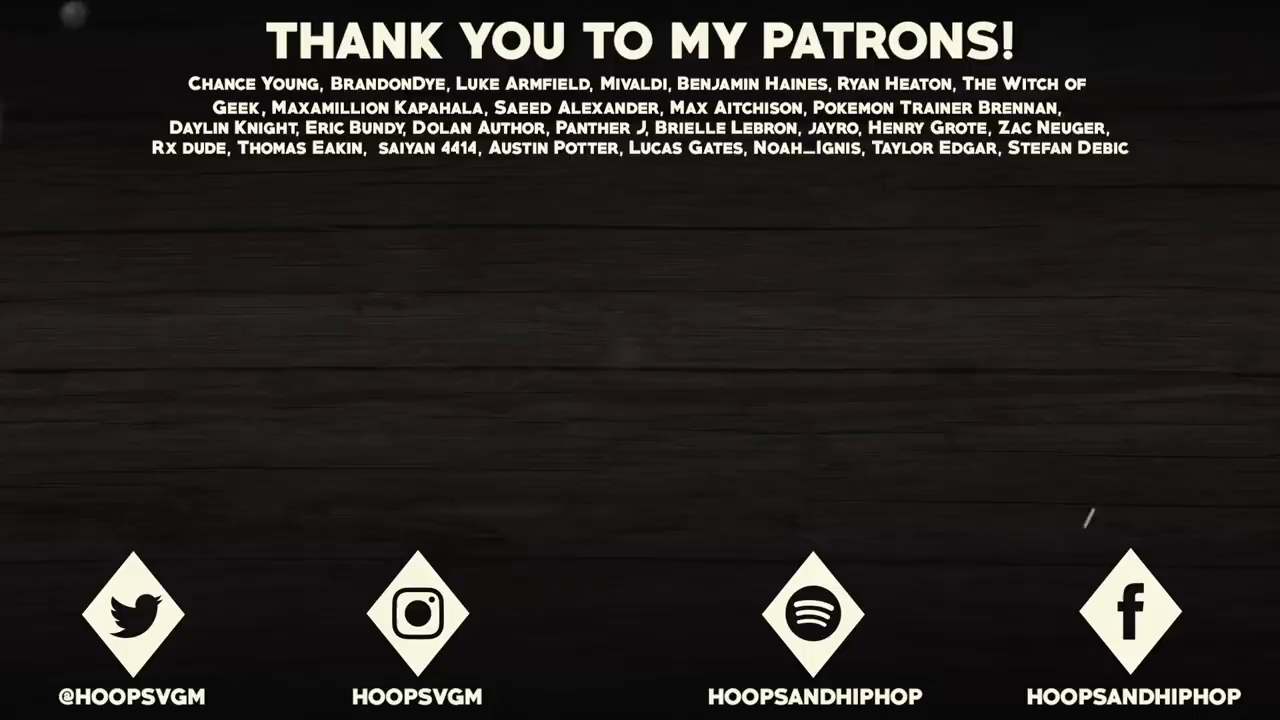 THANK YOU TO MY PATRONS!
CHANCE YOUNG, BRANDONDYE, LUKE ARMFIELD, MIVALDI, BENJAMIN HAINES, RYAN HEATON, THE WITCH OF
GEEK, MAXAMILLION KAPAHALA, SAEED ALEXANDER, MAX AITCHISON, POKEMON TRAINER BRENNAN,
DAYLIN KNIGHT, ERIC BUNDY, DOLAN AUTHOR, PANTHER J, BRIELLE LEBRON, JAYRO, HENRY GROTE, ZAC NEUGER,
RX DUDE, THOMAS EAKIN, SAIYAN 4414, AUSTIN POTTER, LUCAS GATES, NOAH_IGNIS, TAYLOR EDGAR, STEFAN DEBIC
@HOOPSVGM
HOOPSVGM
HOOPSANDHIPHOP
HOOPSANDHIPHOP